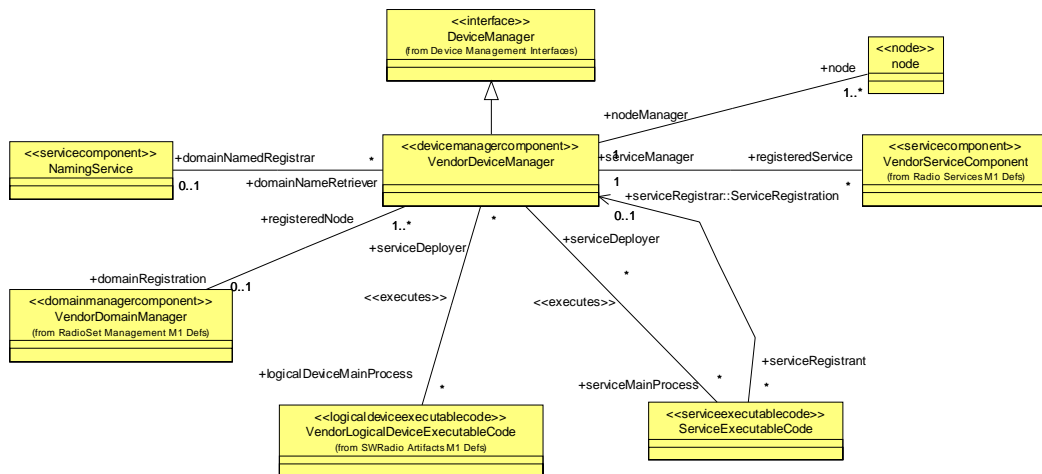 <<interface>>
DeviceManager
(from Device Management Interfaces)
<<node>>
node
+node
1..*
+nodeManager
1
<<servicecomponent>>
NamingService
+domainNamedRegistrar
*
0..1
+domainNameRetriever
<<devicemanagercomponent>>
VendorDeviceManager
+serviceManager
1
+registeredService
*
<<servicecomponent>>
VendorServiceComponent
(from Radio Services M1 Defs)
+serviceRegistrar::ServiceRegistration
0..1
+registeredNode
1..*
+domainRegistration
0..1
<<domainmanagercomponent>>
VendorDomainManager
(from RadioSet Management M1 Defs)
*
+serviceDeployer
<<executes>>
+logicalDeviceMainProcess
*
+serviceDeployer
*
<<executes>>
+serviceMainProcess
*
+serviceRegistrant
*
<<logicaldeviceexecutablecode>>
VendorLogicalDeviceExecutableCode
(from SWRadio Artifacts M1 Defs)
<<serviceexecutablecode>>
ServiceExecutableCode